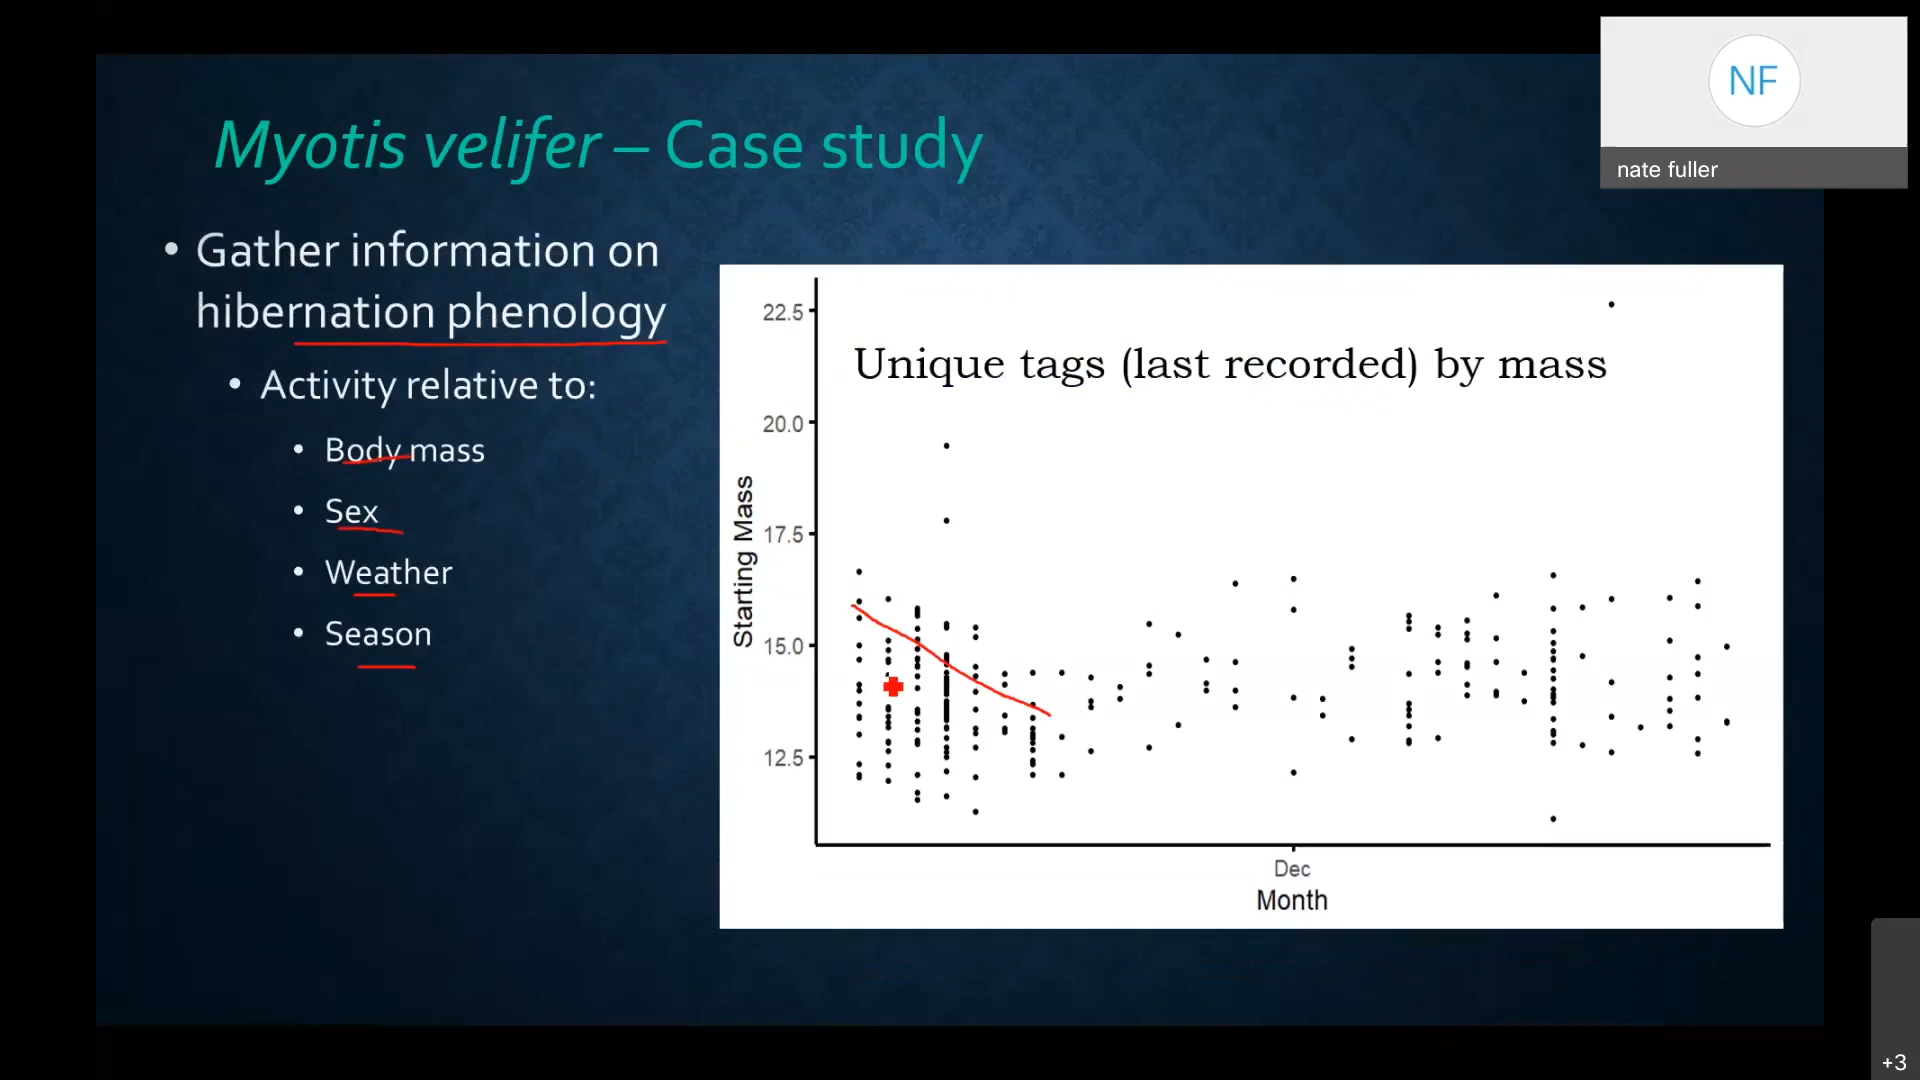 NF
nate fuller
Myotis velifer – Case study
• Gather information on
hibernation phenology
• Activity relative to:
• Body mass
• Sex
• Weather
• Season
Unique tags (last recorded) by mass
22.5
20.0
17.5
15.0
12.5
Starting Mass
Dec
Month
+3